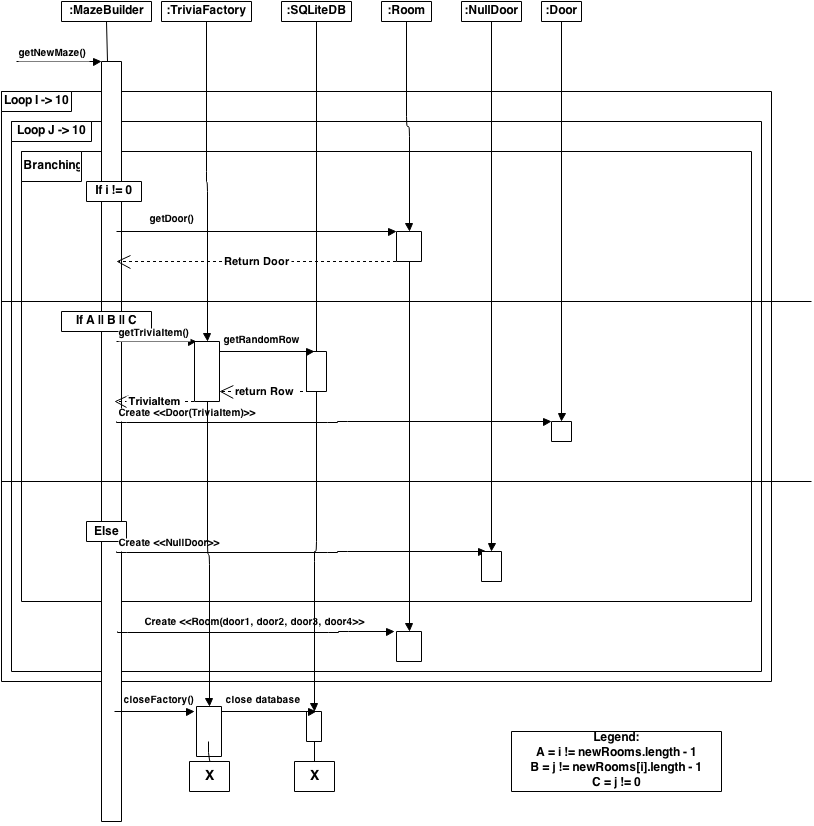 :MazeBuilder :TriviaFactory :SQLiteDB :Room :NullDoor :Door
getNewMaze()
Loop I -> 10
Loop J -> 10
Branching
If i != 0
getDoor()
Return Door
If A || B || C
getTriviaItem()
getRandomRow
return Row
TriviaItem
Create <<Door(TriviaItem)>>
Else
Create <<NullDoor>>
Create <<Room(door1, door2, door3, door4>>
closeFactory() close database
X X
Legend:
A = i != newRooms.length - 1
B = j != newRooms[i].length - 1
C = j != 0